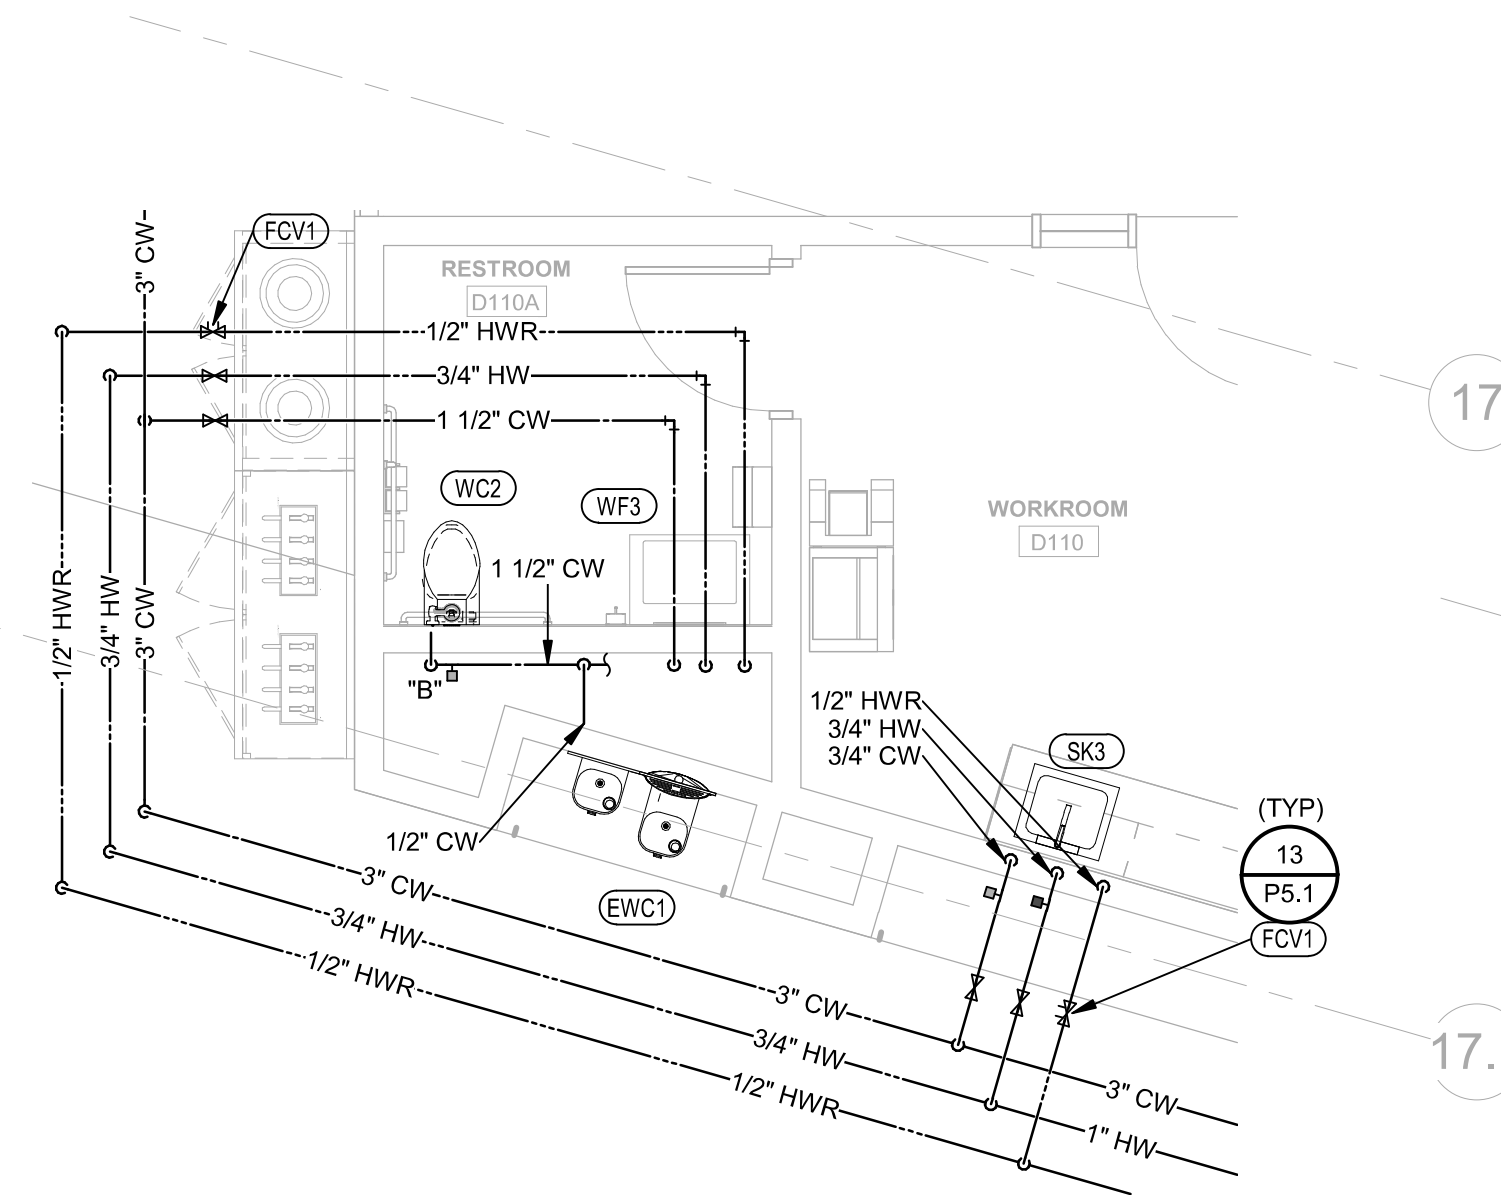 3" CW
FCV1
RESTROOM
D110A
1/2" HWR
3/4" HW
1 1/2" CW
17
WC2
WF3
WORKROOM
D110
1 1/2" CW
1/2" HWR
3/4" HW
3" CW
"B"
1/2" HWR
3/4" HW
3/4" CW
SK3
(TYP)
13
P5.1
FCV1
1/2" CW
EWC1
3" CW
3/4" HW
1/2" HWR
3" CW
3/4" HW
1/2" HWR
3" CW
1" HW
17.